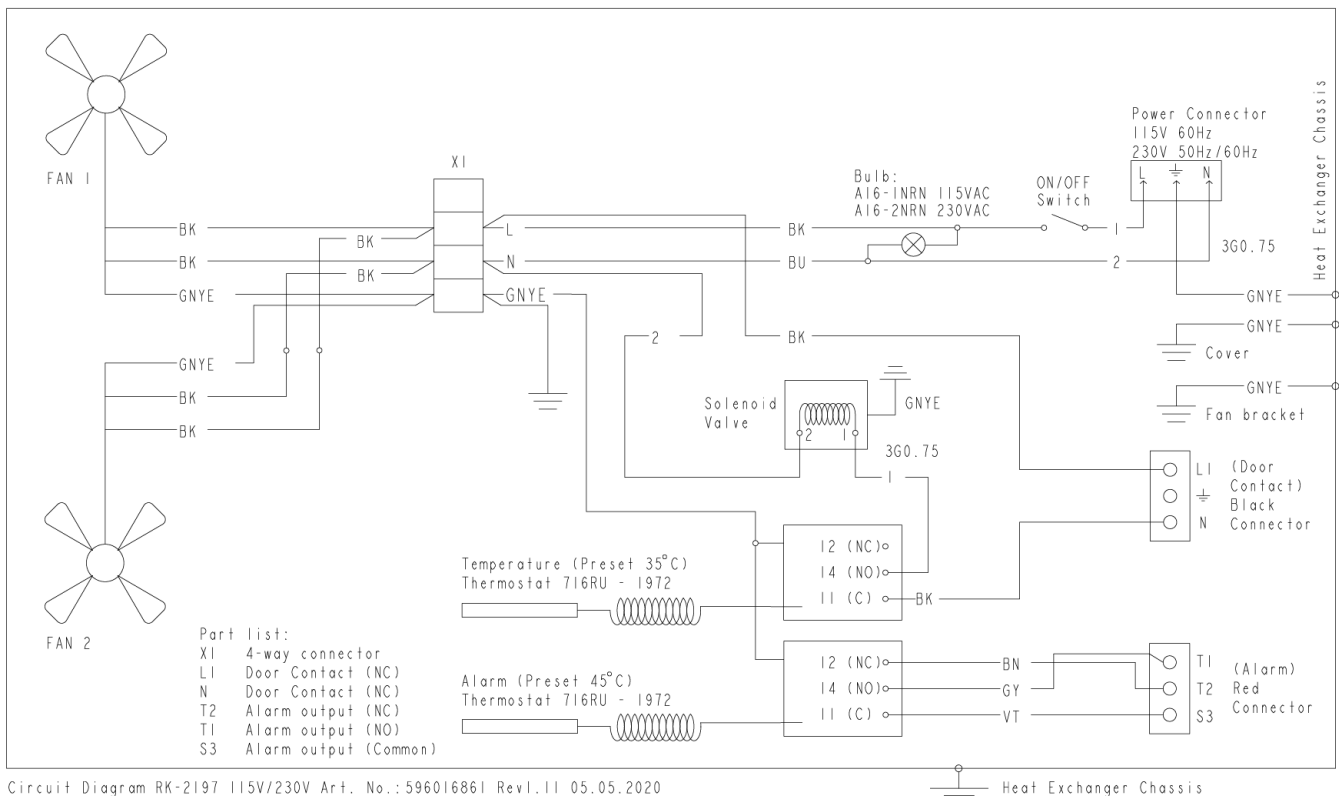 FAN 1
X1
Bulb:
A16-1NRN 115VAC
A16-2NRN 230VAC
ON/OFF
Switch
Power Connector
115V 60Hz
230V 50Hz/60Hz
L
N
Heat Exchanger Chassis
BK
BK
L
BK
1
3G0.75
BK
BK
N
BU
2
GNYE
GNYE
GNYE
GNYE
Cover
2
BK
GNYE
BK
BK
Solenoid
Valve
2
1
GNYE
3G0.75
1
GNYE
Fan bracket
L1
N
(Door
Contact)
Black
Connector
Temperature (Preset 35°C)
Thermostat 716RU - 1972
12 (NC)
14 (NO)
11 (C)
BK
FAN 2
Part list:
X1 4-way connector
L1 Door Contact (NC)
N Door Contact (NC)
T2 Alarm output (NC)
T1 Alarm output (NO)
S3 Alarm output (Common)
Alarm (Preset 45°C)
Thermostat 716RU - 1972
12 (NC)
14 (NO)
11 (C)
BN
GY
VT
T1
T2
S3
(Alarm)
Red
Connector
Circuit Diagram RK-2197 115V/230V Art. No.:596016861 Rev1.11 05.05.2020
Heat Exchanger Chassis